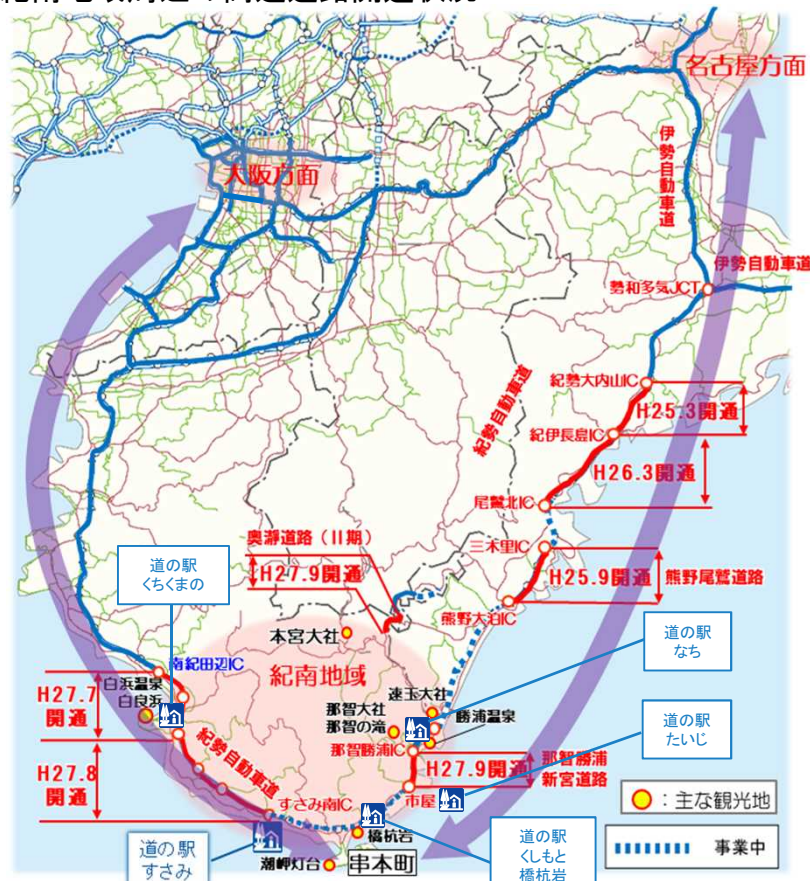 名古屋方面
大阪方面
伊勢自動車道
伊勢自動車道
勢和多気JCT
紀勢自動車道
紀勢大内山IC
H25.3開通
紀伊長島IC
H26.3開通
尾鷲北IC
奥瀞道路(II期)
H27.9開通
三木里IC
H25.9開通
熊野尾鷲道路
熊野大泊IC
道の駅
くちくまの
本宮大社
道の駅
なち
南紀田辺IC
紀南地域
白浜温泉
白良浜
H27.7
開通
速玉大社
那智大社
那智の滝
勝浦温泉
道の駅
たいじ
那智勝浦IC
紀勢自動車道
H27.9開通
那智勝浦
新宮道路
H27.8
開通
すさみ南IC
市屋
:主な観光地
橋杭岩
道の駅
すさみ
潮岬灯台
串本町
道の駅
くしもと
橋杭岩
事業中